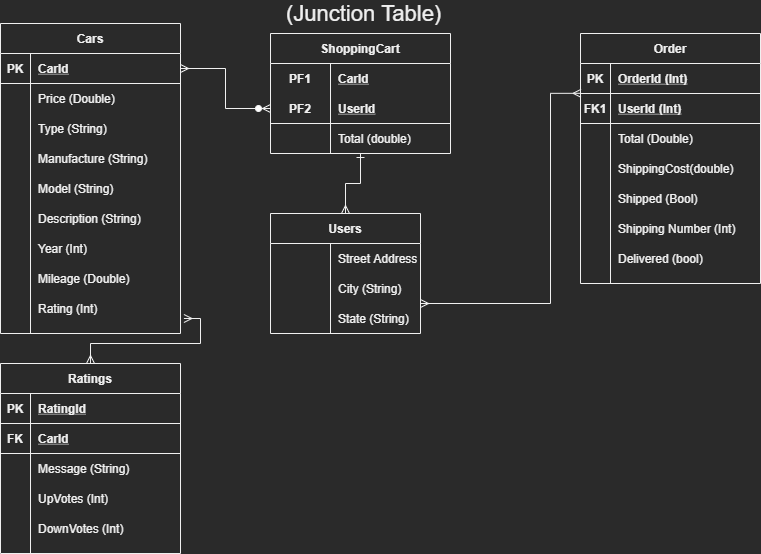 (Junction Table)
Cars
PK CarId
Price (Double)
Type (String)
Manufacture (String)
Model (String)
Description (String)
Year (Int)
Mileage (Double)
Rating (Int)
ShoppingCart
PF1 CarId
PF2 UserId
Total (double)
Order
PK OrderId (Int)
FK1 UserId (Int)
Total (Double)
ShippingCost(double)
Shipped (Bool)
Shipping Number (Int)
Delivered (bool)
Users
Street Address
City (String)
State (String)
Ratings
PK RatingId
FK CarId
Message (String)
UpVotes (Int)
DownVotes (Int)